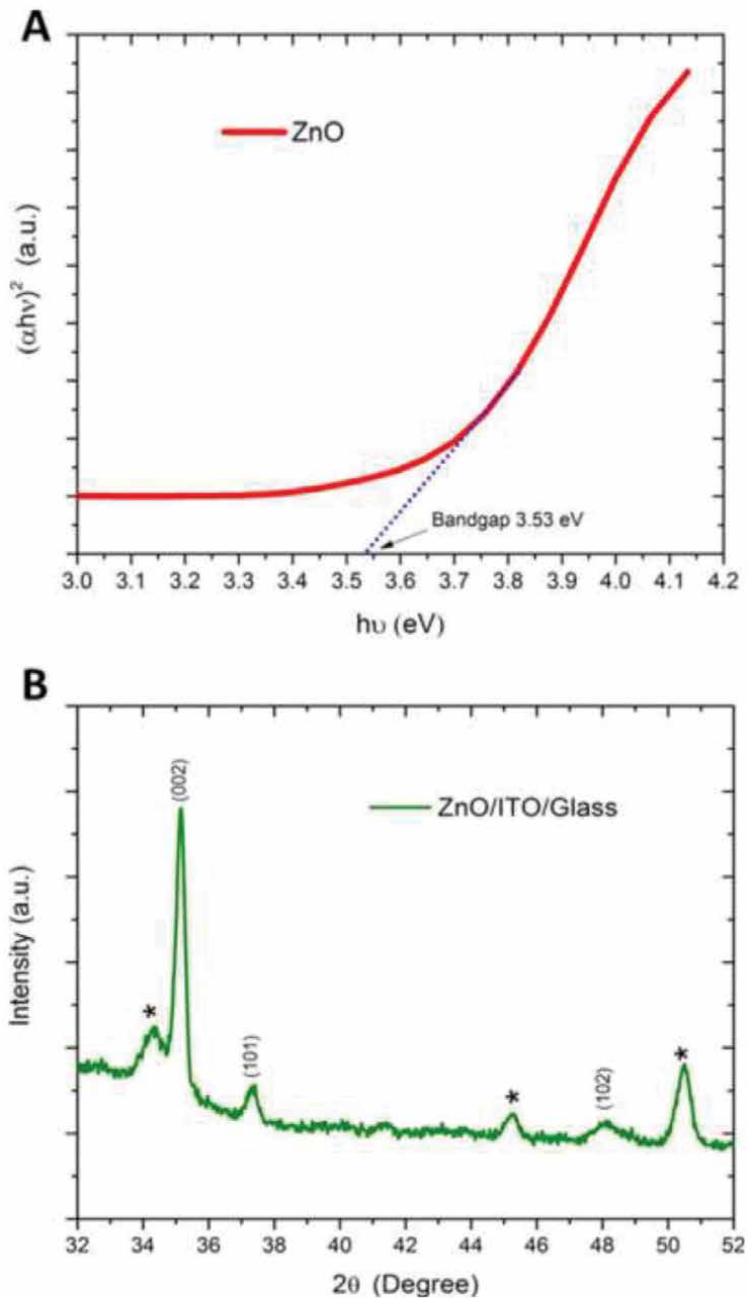 A
ZnO
(αhν)²  (a.u.)
Bandgap 3.53 eV
3.0 3.1 3.2 3.3 3.4 3.5 3.6 3.7 3.8 3.9 4.0 4.1 4.2
hυ (eV)
B
(002)
ZnO/ITO/Glass
Intensity (a.u.)
*
(101)
*
(102)
*
32 34 36 38 40 42 44 46 48 50 52
2θ (Degree)